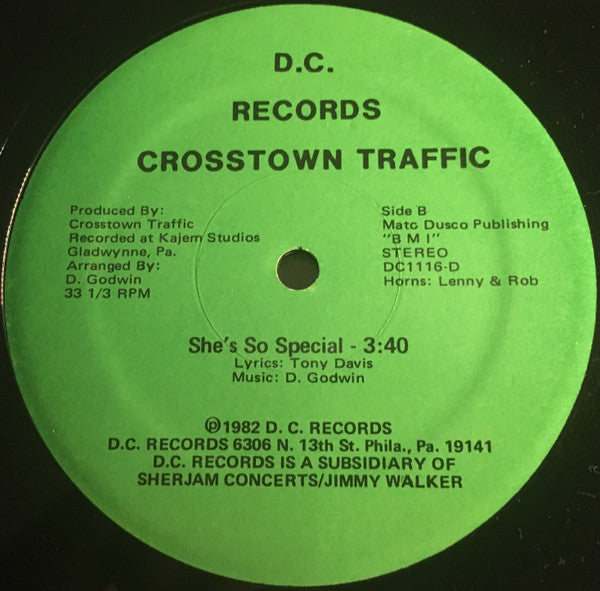 D.C.
RECORDS
CROSSTOWN TRAFFIC
Produced By:
Crosstown Traffic
Recorded at Kajem Studios
Gladwynne, Pa.
Arranged By:
D. Godwin
33 1/3 RPM
Side B
Mato Dusco Publishing
"B M I"
STEREO
DC1116-D
Horns: Lenny & Rob
She's So Special - 3:40
Lyrics: Tony Davis
Music: D. Godwin
℗1982 D. C. RECORDS
D.C. RECORDS 6306 N. 13th St. Phila., Pa. 19141
D.C. RECORDS IS A SUBSIDIARY OF
SHERJAM CONCERTS/JIMMY WALKER